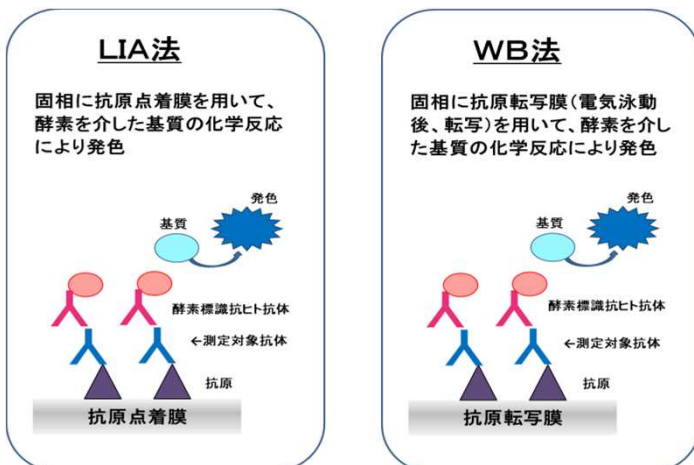 LIA法
固相に抗原点着膜を用いて、
酵素を介した基質の化学反応
により発色
発色
基質
酵素標識抗ヒト抗体
←測定対象抗体
抗原
抗原点着膜
WB法
固相に抗原転写膜(電気泳動
後、転写)を用いて、酵素を介し
た基質の化学反応により発色
発色
基質
酵素標識抗ヒト抗体
←測定対象抗体
抗原
抗原転写膜